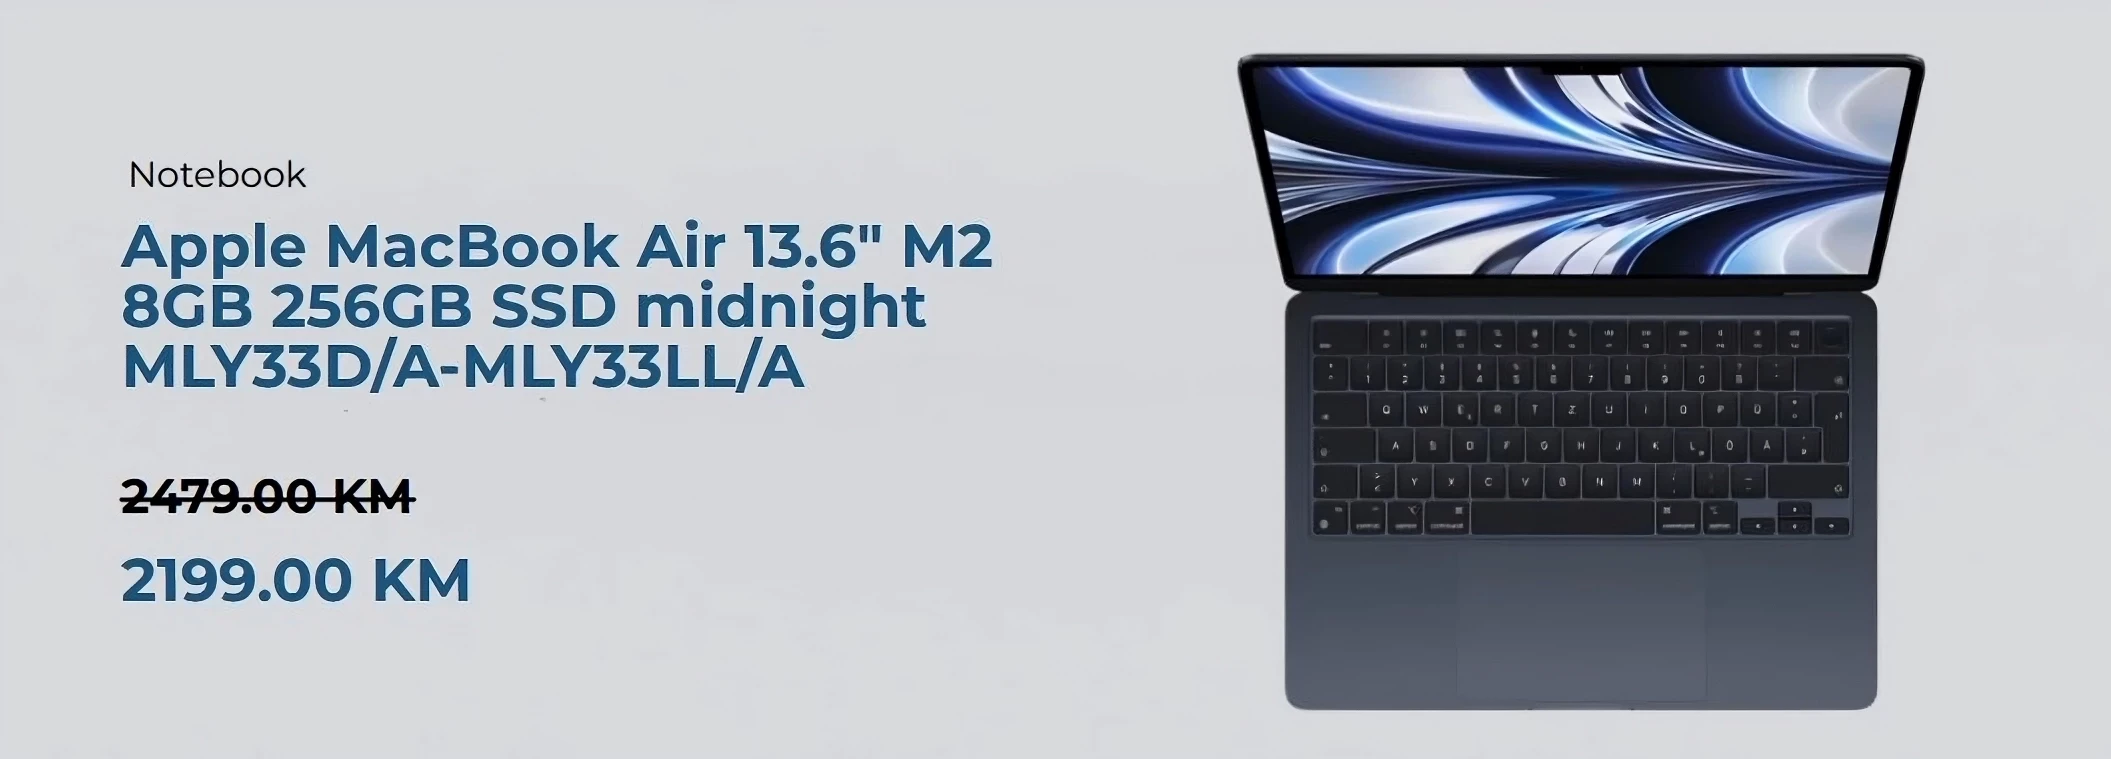 Notebook
Apple MacBook Air 13.6" M2
8GB 256GB SSD midnight
MLY33D/A-MLY33LL/A
2479.00 KM
2199.00 KM